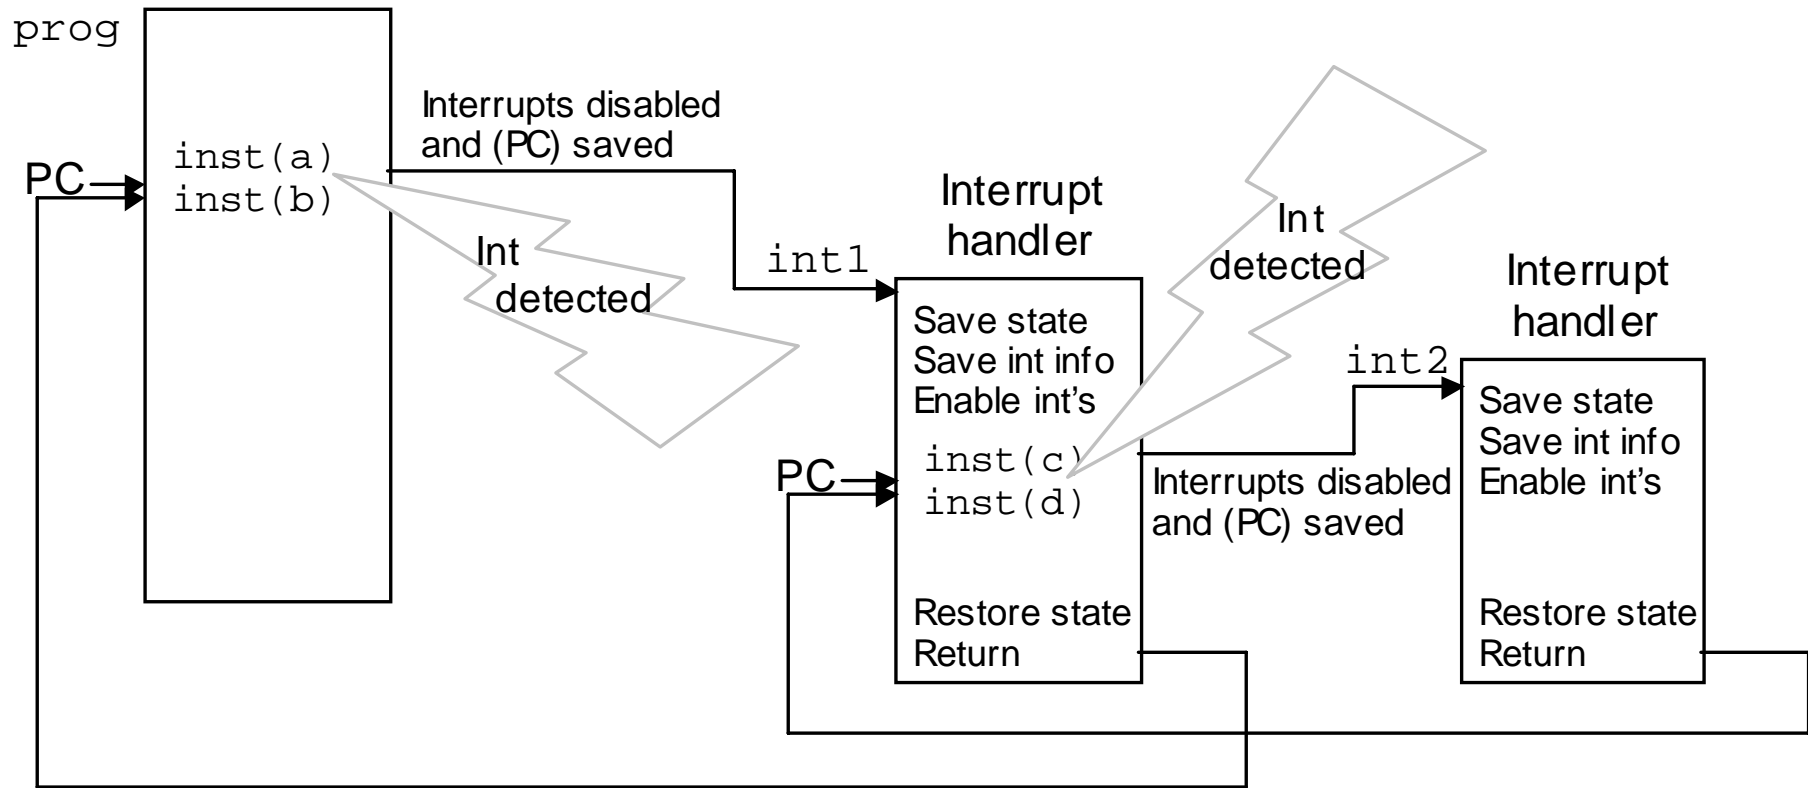 prog
PC
inst(a)
inst(b)
Interrupts disabled
and (PC) saved
Int
detected
int1
Interrupt
handler
Save state
Save int info
Enable int's
PC
inst(c)
inst(d)
Restore state
Return
Int
detected
Interrupts disabled
and (PC) saved
int2
Interrupt
handler
Save state
Save int info
Enable int's
Restore state
Return